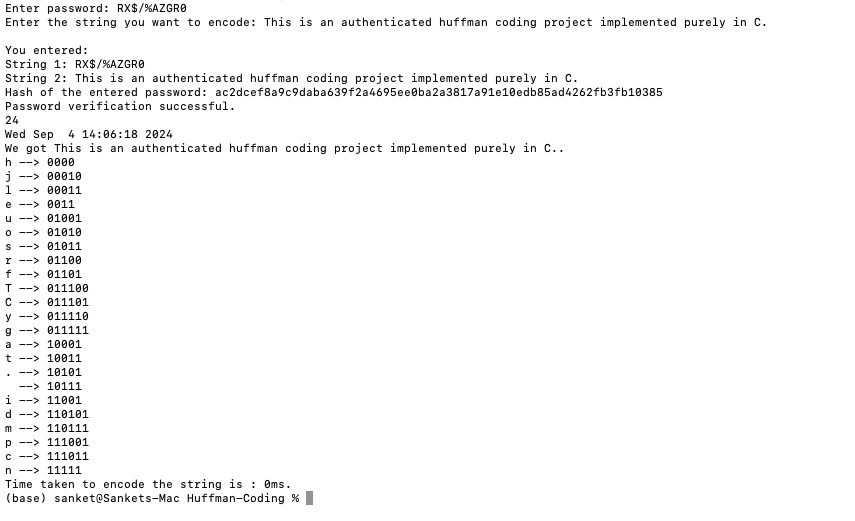 Enter password: RX$/%AZGR0
Enter the string you want to encode: This is an authenticated huffman coding project implemented purely in C.

You entered:
String 1: RX$/%AZGR0
String 2: This is an authenticated huffman coding project implemented purely in C.
Hash of the entered password: ac2dcef8a9c9daba639f2a4695ee0ba2a3817a91e10edb85ad4262fb3fb10385
Password verification successful.
24
Wed Sep  4 14:06:18 2024
We got This is an authenticated huffman coding project implemented purely in C..
h --> 0000
j --> 00010
l --> 00011
e --> 0011
u --> 01001
o --> 01010
s --> 01011
r --> 01100
f --> 01101
T --> 011100
C --> 011101
y --> 011110
g --> 011111
a --> 10001
t --> 10011
. --> 10101
  --> 10111
i --> 11001
d --> 110101
m --> 110111
p --> 111001
c --> 111011
n --> 11111
Time taken to encode the string is : 0ms.
(base) sanket@Sankets-Mac Huffman-Coding %